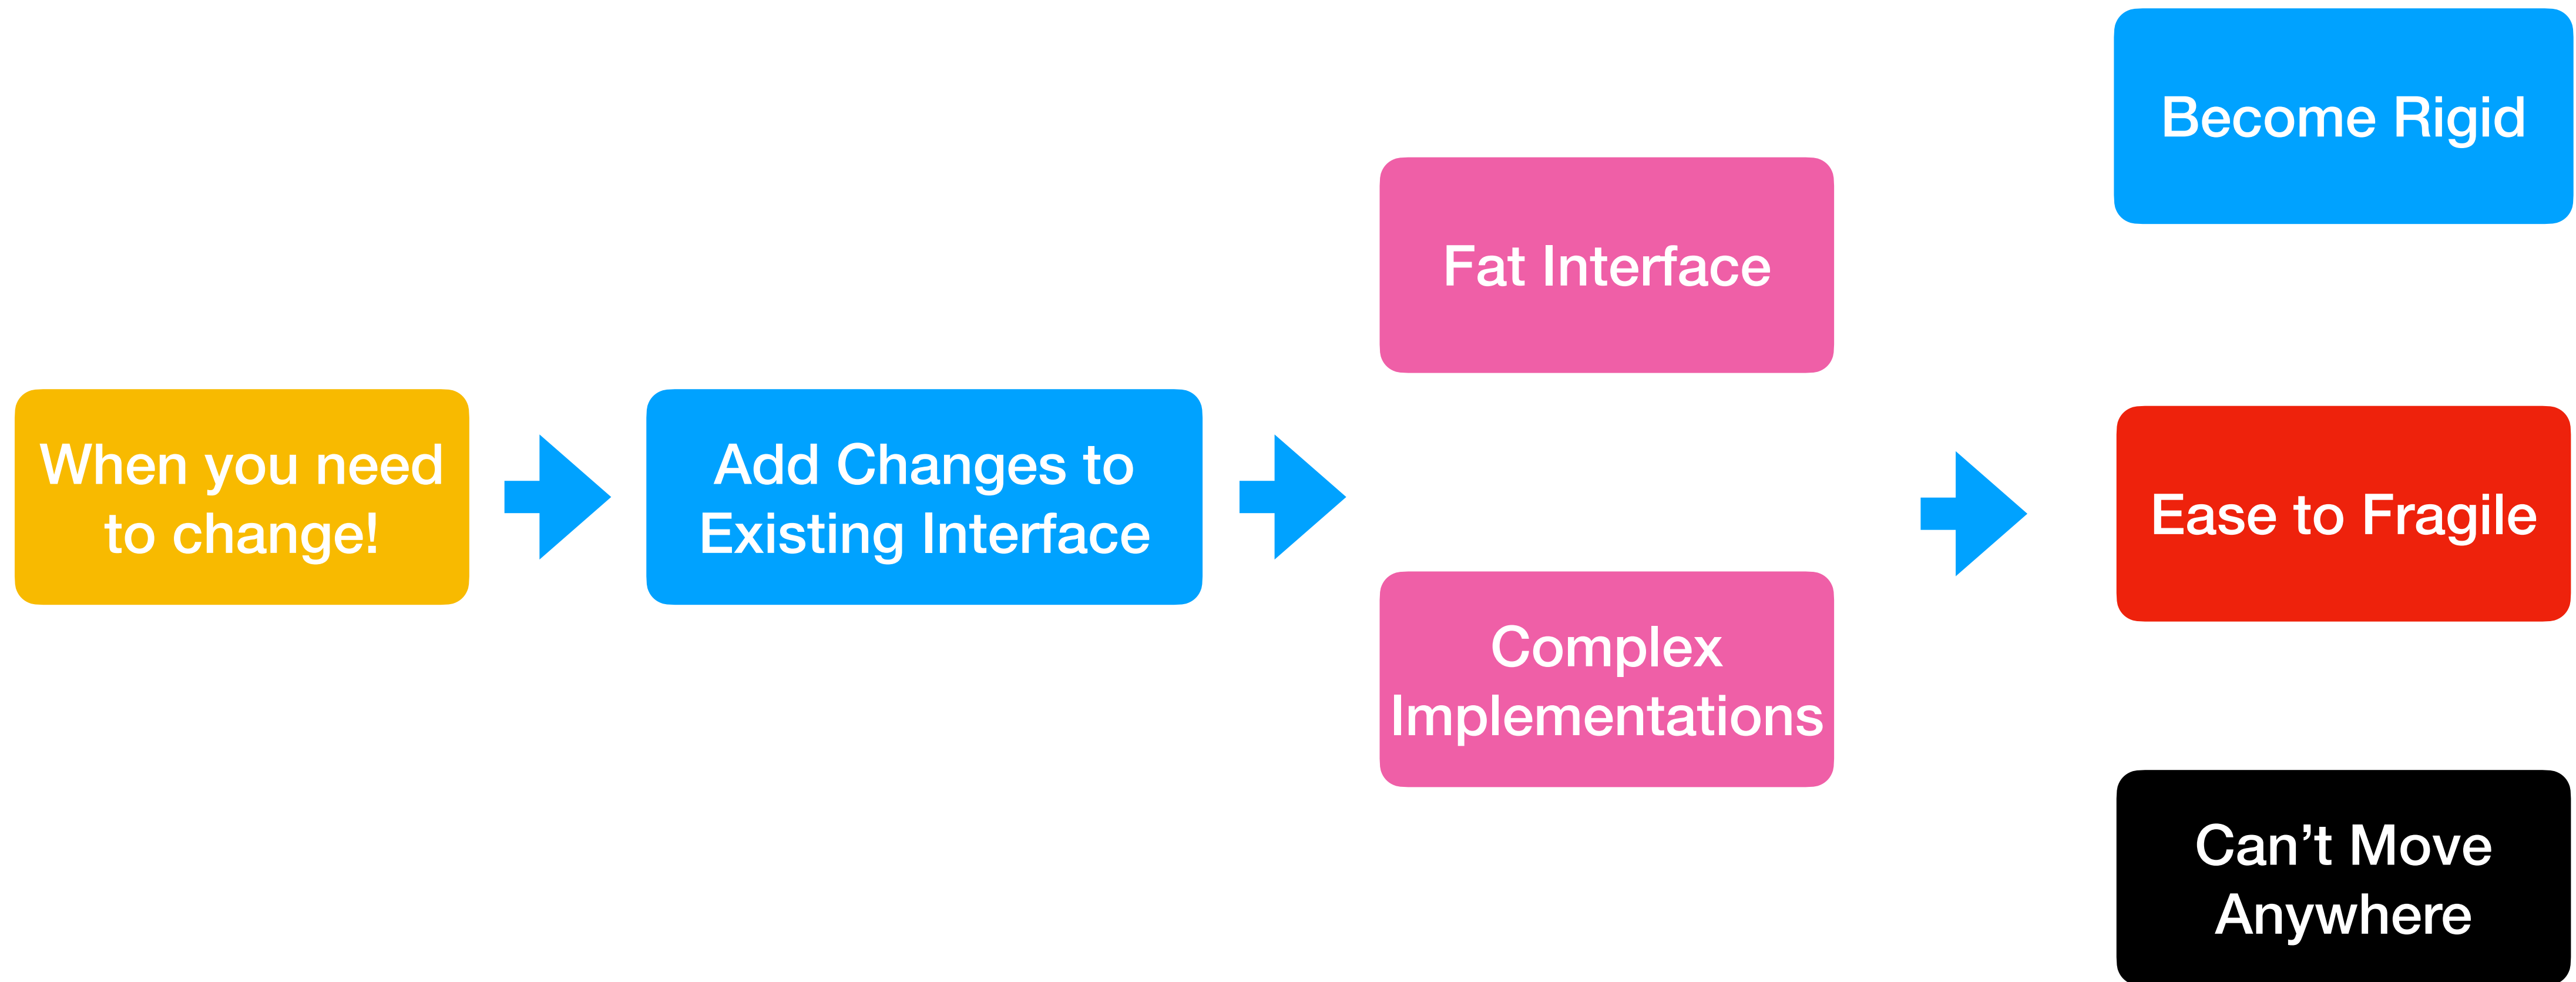 When you need
to change!
Add Changes to
Existing Interface
Fat Interface
Complex
Implementations
Become Rigid
Ease to Fragile
Can’t Move
Anywhere